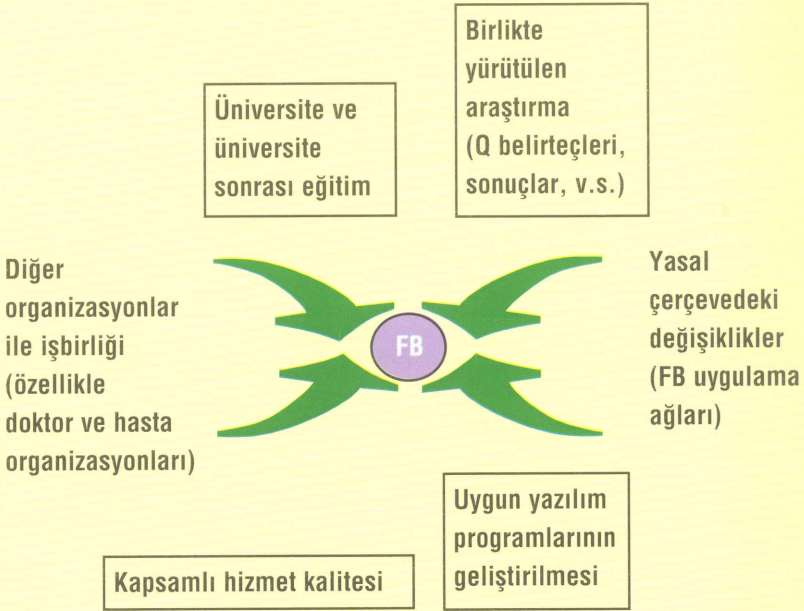 Birlikte
yürütülen
araştırma
(Q belirteçleri,
sonuçlar, v.s.)
Üniversite ve
üniversite
sonrası eğitim
Diğer
organizasyonlar
ile işbirliği
(özellikle
doktor ve hasta
organizasyonları)
FB
Yasal
çerçevedeki
değişiklikler
(FB uygulama
ağları)
Uygun yazılım
programlarının
geliştirilmesi
Kapsamlı hizmet kalitesi